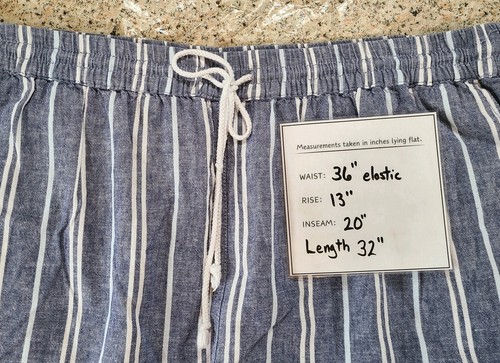 Measurements taken in inches lying flat.
WAIST: 36" elastic
RISE: 13"
INSEAM: 20"
Length 32"